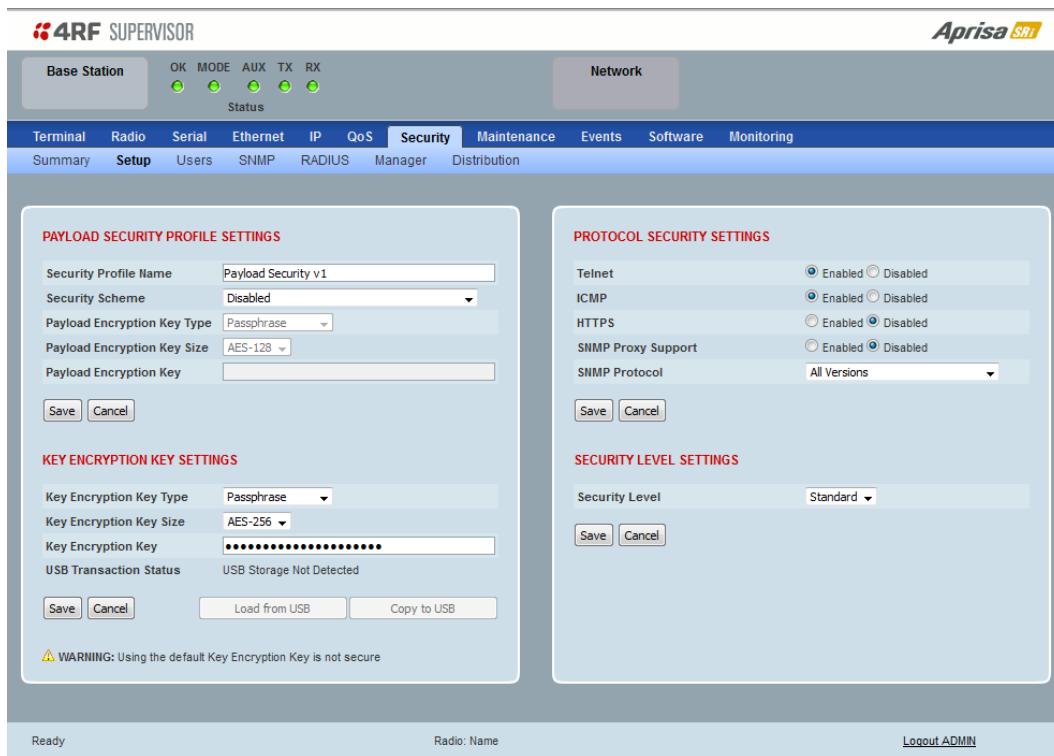 4RF SUPERVISOR
Aprisa SRi
Base Station
OK MODE AUX TX RX
Status
Network
Terminal Radio Serial Ethernet IP QoS Security Maintenance Events Software Monitoring
Summary Setup Users SNMP RADIUS Manager Distribution
PAYLOAD SECURITY PROFILE SETTINGS
Security Profile Name Payload Security v1
Security Scheme Disabled
Payload Encryption Key Type Passphrase
Payload Encryption Key Size AES-128
Payload Encryption Key
Save Cancel
KEY ENCRYPTION KEY SETTINGS
Key Encryption Key Type Passphrase
Key Encryption Key Size AES-256
Key Encryption Key •••••••••••••••••••••
USB Transaction Status USB Storage Not Detected
Save Cancel Load from USB Copy to USB
WARNING: Using the default Key Encryption Key is not secure
PROTOCOL SECURITY SETTINGS
Telnet Enabled Disabled
ICMP Enabled Disabled
HTTPS Enabled Disabled
SNMP Proxy Support Enabled Disabled
SNMP Protocol All Versions
Save Cancel
SECURITY LEVEL SETTINGS
Security Level Standard
Save Cancel
Ready Radio: Name Logout ADMIN